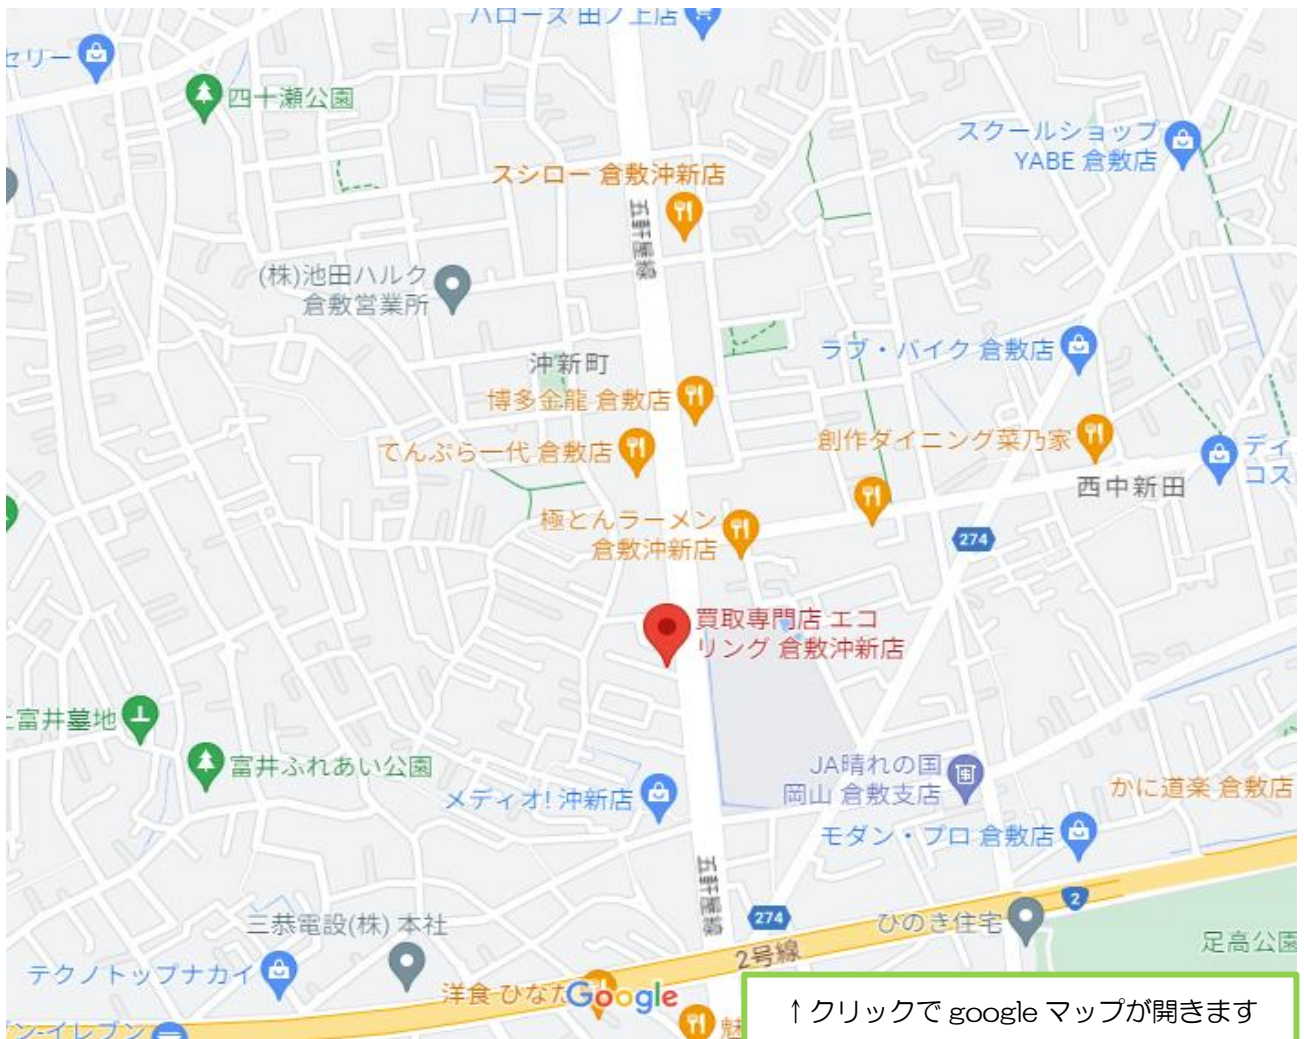 ハローズ 田ノ上店
セリー
四十瀬公園
スクールショップ
YABE 倉敷店
スシロー 倉敷沖新店
五軒屋線
(株)池田ハルク
倉敷営業所
ラブ・バイク 倉敷店
沖新町
博多金龍 倉敷店
創作ダイニング菜乃家
てんぷら一代 倉敷店
ディ
コス
西中新田
極とんラーメン
倉敷沖新店
274
買取専門店 エコ
リング 倉敷沖新店
上富井墓地
富井ふれあい公園
JA晴れの国
岡山 倉敷支店
かに道楽 倉敷店
メディオ! 沖新店
モダン・プロ 倉敷店
五軒屋線
2
三恭電設(株) 本社
274
ひのき住宅
足高公園
2号線
テクノトップナカイ
洋食 ひなた
Google
↑クリックで google マップが開きます
ン-イレブン
魅